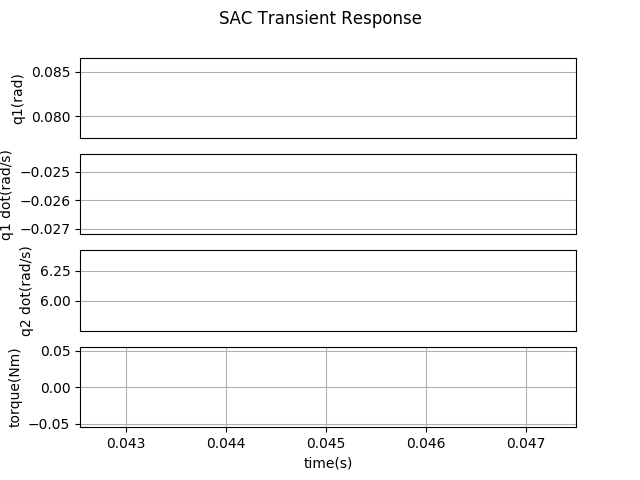 SAC Transient Response
0.085
0.080
q1(rad)
−0.025
−0.026
−0.027
q1 dot(rad/s)
6.25
6.00
q2 dot(rad/s)
0.05
0.00
−0.05
torque(Nm)
0.043 0.044 0.045 0.046 0.047
time(s)